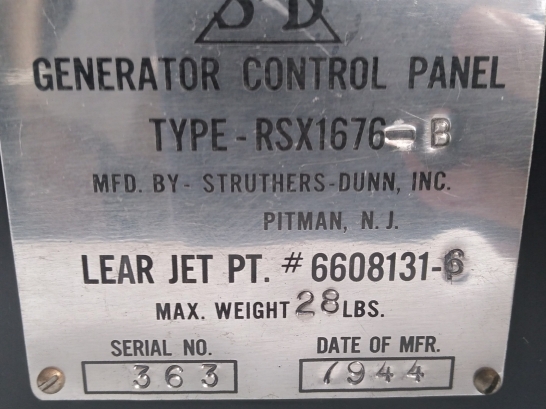 S D
GENERATOR CONTROL PANEL
TYPE-RSX1676-B
MFD. BY- STRUTHERS-DUNN, INC.
PITMAN, N. J.
LEAR JET PT. # 6608131-6
MAX. WEIGHT 28 LBS.
SERIAL NO. DATE OF MFR.
363 1944